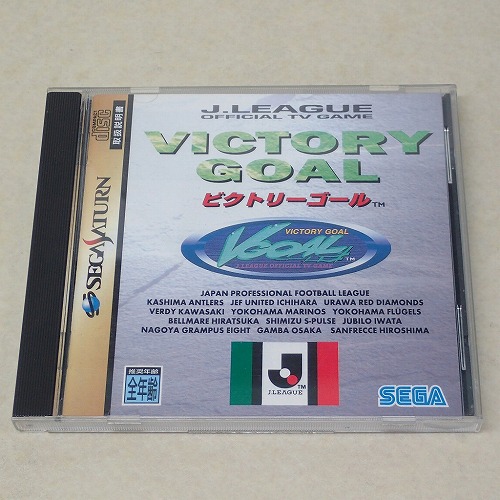 COMPACT
disc
取扱説明書
SEGA SATURN
J.LEAGUE
OFFICIAL TV GAME
VICTORY
GOAL
ビクトリーゴール™
VICTORY GOAL
VGOAL™
J.LEAGUE OFFICIAL TV GAME
JAPAN PROFESSIONAL FOOTBALL LEAGUE
KASHIMA ANTLERS JEF UNITED ICHIHARA URAWA RED DIAMONDS
VERDY KAWASAKI YOKOHAMA MARINOS YOKOHAMA FLÜGELS
BELLMARE HIRATSUKA SHIMIZU S-PULSE JUBILO IWATA
NAGOYA GRAMPUS EIGHT GAMBA OSAKA SANFRECCE HIROSHIMA
推奨年齢
全年齢
J
J.LEAGUE
SEGA